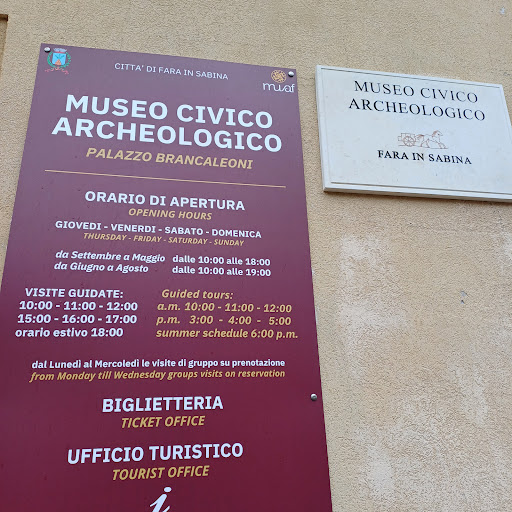 CITTA' DI FARA IN SABINA
muaf
MUSEO CIVICO
ARCHEOLOGICO
PALAZZO BRANCALEONI
ORARIO DI APERTURA
OPENING HOURS
GIOVEDI - VENERDI - SABATO - DOMENICA
THURSDAY - FRIDAY - SATURDAY - SUNDAY
da Settembre a Maggio dalle 10:00 alle 18:00
da Giugno a Agosto dalle 10:00 alle 19:00
VISITE GUIDATE:
10:00 - 11:00 - 12:00
15:00 - 16:00 - 17:00
orario estivo 18:00
Guided tours:
a.m. 10:00 - 11:00 - 12:00
p.m. 3:00 - 4:00 - 5:00
summer schedule 6:00 p.m.
dal Lunedì al Mercoledì le visite di gruppo su prenotazione
from Monday till Wednesday groups visits on reservation
BIGLIETTERIA
TICKET OFFICE
UFFICIO TURISTICO
TOURIST OFFICE
i
MUSEO CIVICO
ARCHEOLOGICO
FARA IN SABINA